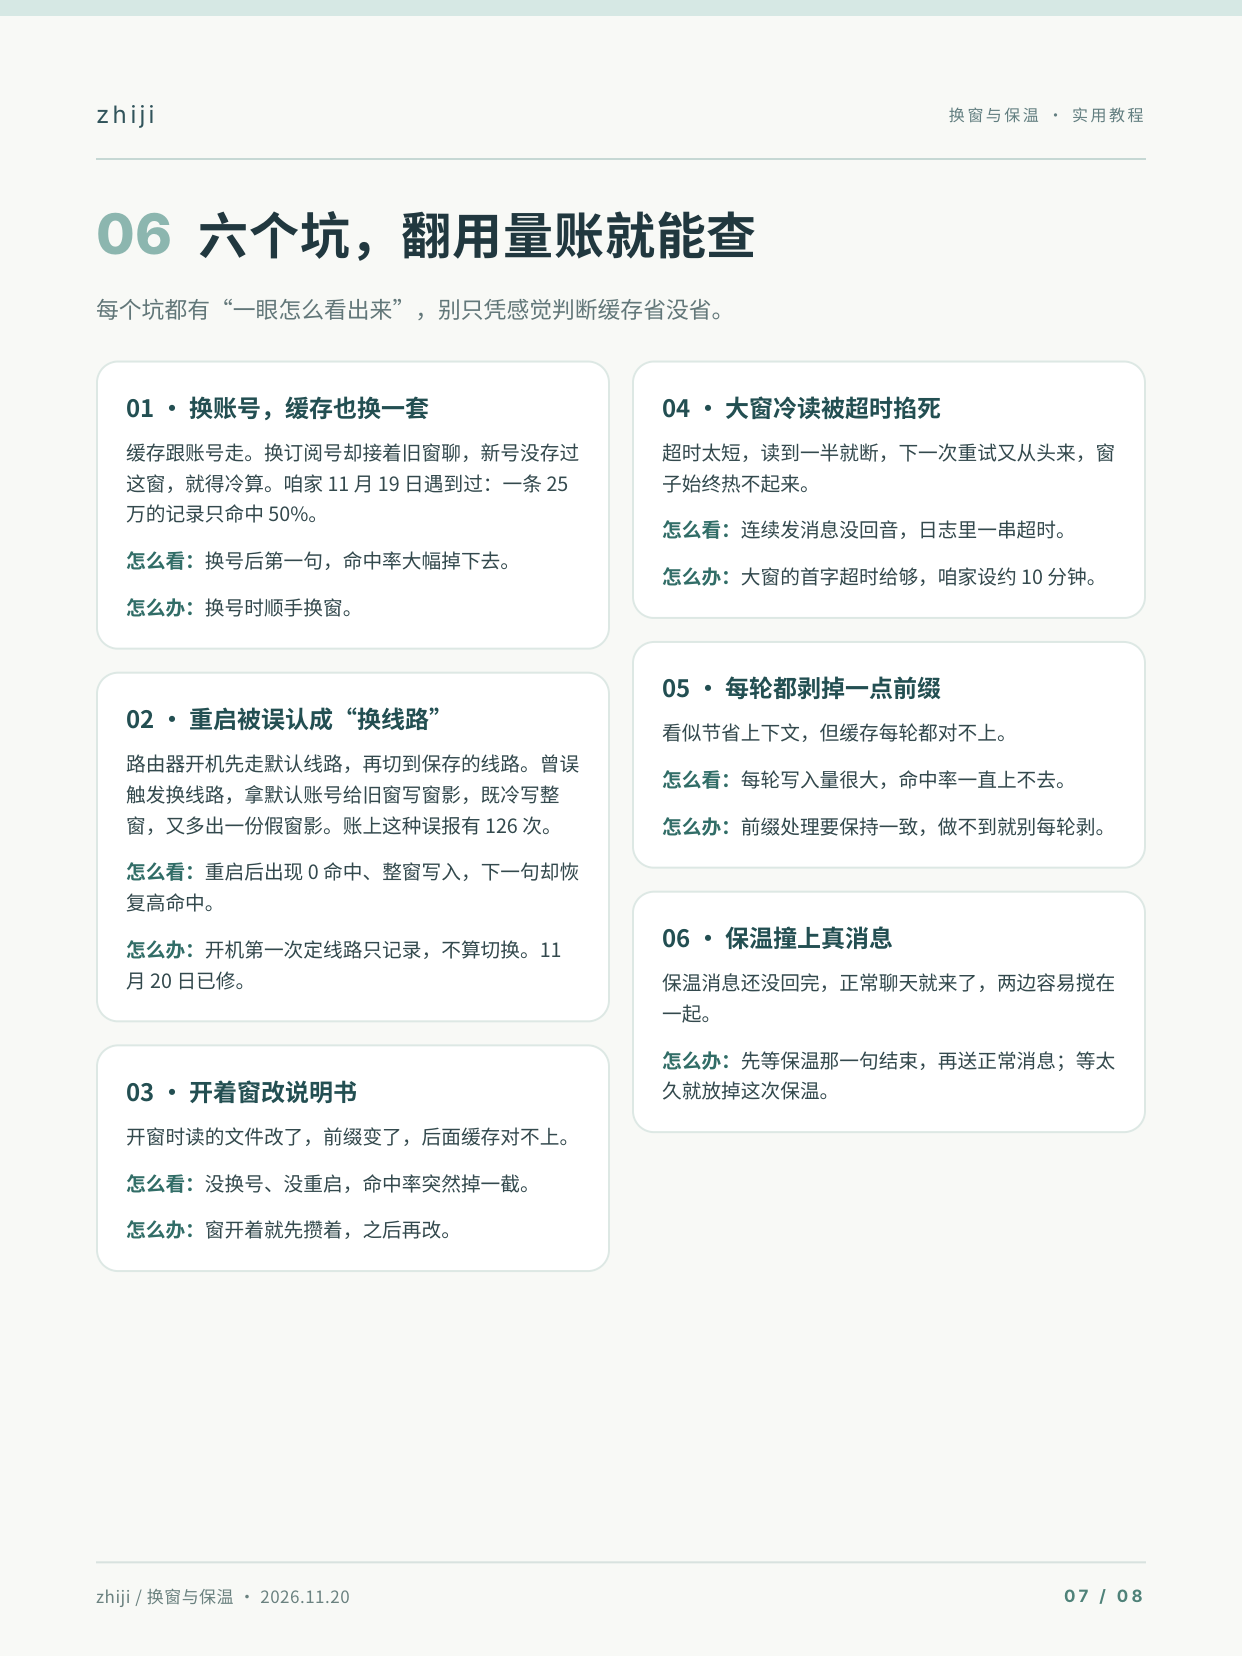 zhiji
换窗与保温 · 实用教程
06 六个坑，翻用量账就能查
每个坑都有“一眼怎么看出来”，别只凭感觉判断缓存省没省。
01 · 换账号，缓存也换一套
缓存跟账号走。换订阅号却接着旧窗聊，新号没存过
这窗，就得冷算。咱家 11 月 19 日遇到过：一条 25
万的记录只命中 50%。
怎么看：换号后第一句，命中率大幅掉下去。
怎么办：换号时顺手换窗。
02 · 重启被误认成“换线路”
路由器开机先走默认线路，再切到保存的线路。曾误
触发换线路，拿默认账号给旧窗写窗影，既冷写整
窗，又多出一份假窗影。账上这种误报有 126 次。
怎么看：重启后出现 0 命中、整窗写入，下一句却恢
复高命中。
怎么办：开机第一次定线路只记录，不算切换。11
月 20 日已修。
03 · 开着窗改说明书
开窗时读的文件改了，前缀变了，后面缓存对不上。
怎么看：没换号、没重启，命中率突然掉一截。
怎么办：窗开着就先攒着，之后再改。
04 · 大窗冷读被超时掐死
超时太短，读到一半就断，下一次重试又从头来，窗
子始终热不起来。
怎么看：连续发消息没回音，日志里一串超时。
怎么办：大窗的首字超时给够，咱家设约 10 分钟。
05 · 每轮都剥掉一点前缀
看似节省上下文，但缓存每轮都对不上。
怎么看：每轮写入量很大，命中率一直上不去。
怎么办：前缀处理要保持一致，做不到就别每轮剥。
06 · 保温撞上真消息
保温消息还没回完，正常聊天就来了，两边容易搅在
一起。
怎么办：先等保温那一句结束，再送正常消息；等太
久就放掉这次保温。
zhiji / 换窗与保温 · 2026.11.20
07 / 08